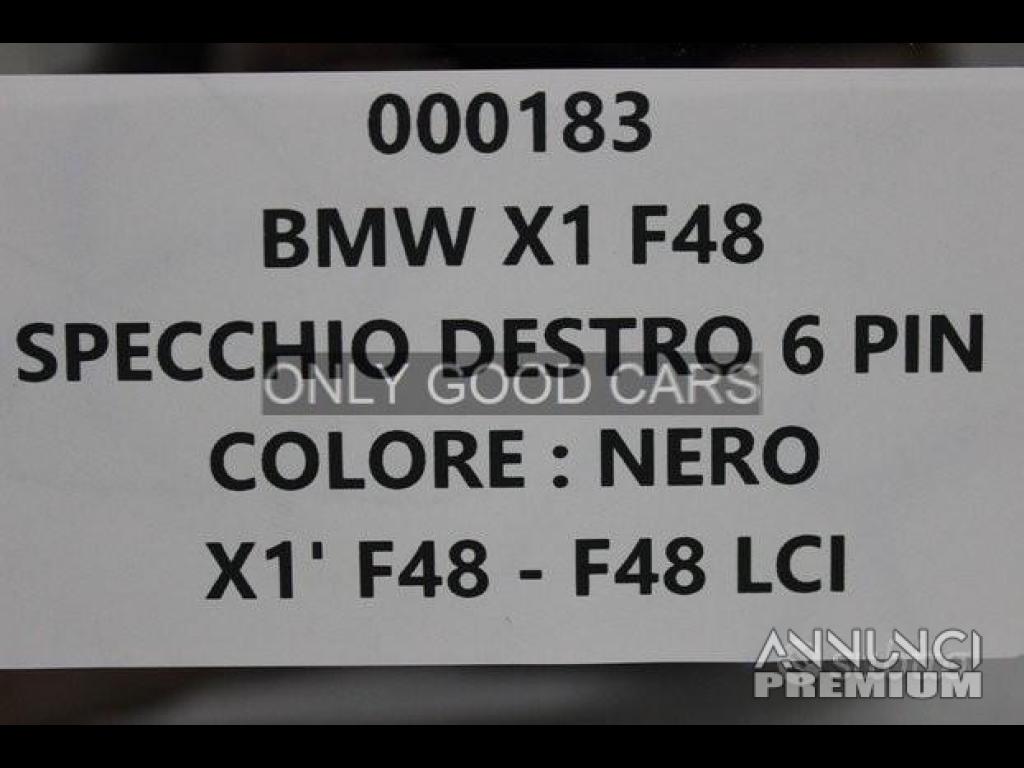 000183
BMW X1 F48
SPECCHIO DESTRO 6 PIN
ONLY GOOD CARS
COLORE : NERO
X1' F48 - F48 LCI
ANNUNCI
PREMIUM